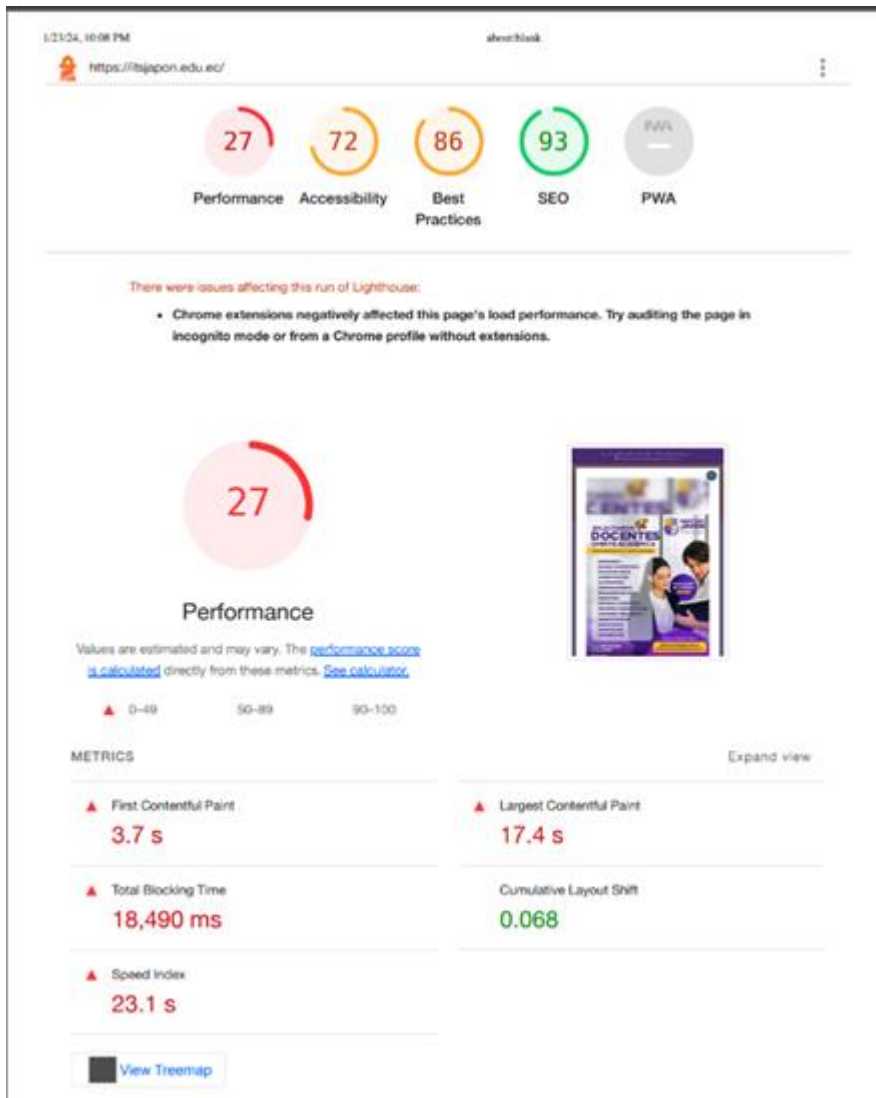 1/23/24, 10:08 PM about:blank
https://itsjapon.edu.ec/
27 72 86 93 PWA
Performance Accessibility Best Practices SEO PWA
There were issues affecting this run of Lighthouse:
• Chrome extensions negatively affected this page's load performance. Try auditing the page in
incognito mode or from a Chrome profile without extensions.
27
DOCENTES
Performance
Values are estimated and may vary. The performance score
is calculated directly from these metrics. See calculator.
0–49 50–89 90–100
METRICS Expand view
First Contentful Paint
3.7 s
Largest Contentful Paint
17.4 s
Total Blocking Time
18,490 ms
Cumulative Layout Shift
0.068
Speed Index
23.1 s
View Treemap